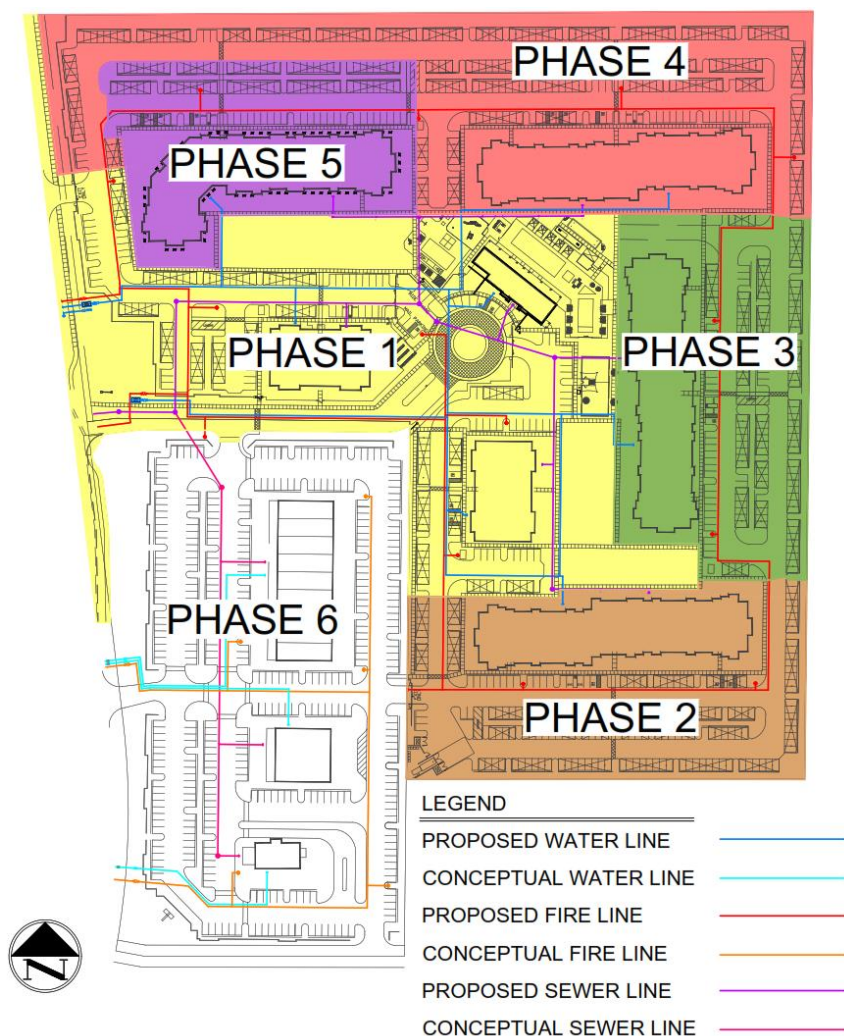 PHASE 4
PHASE 5
PHASE 1
PHASE 3
PHASE 6
PHASE 2
LEGEND
PROPOSED WATER LINE
CONCEPTUAL WATER LINE
PROPOSED FIRE LINE
CONCEPTUAL FIRE LINE
PROPOSED SEWER LINE
CONCEPTUAL SEWER LINE
N